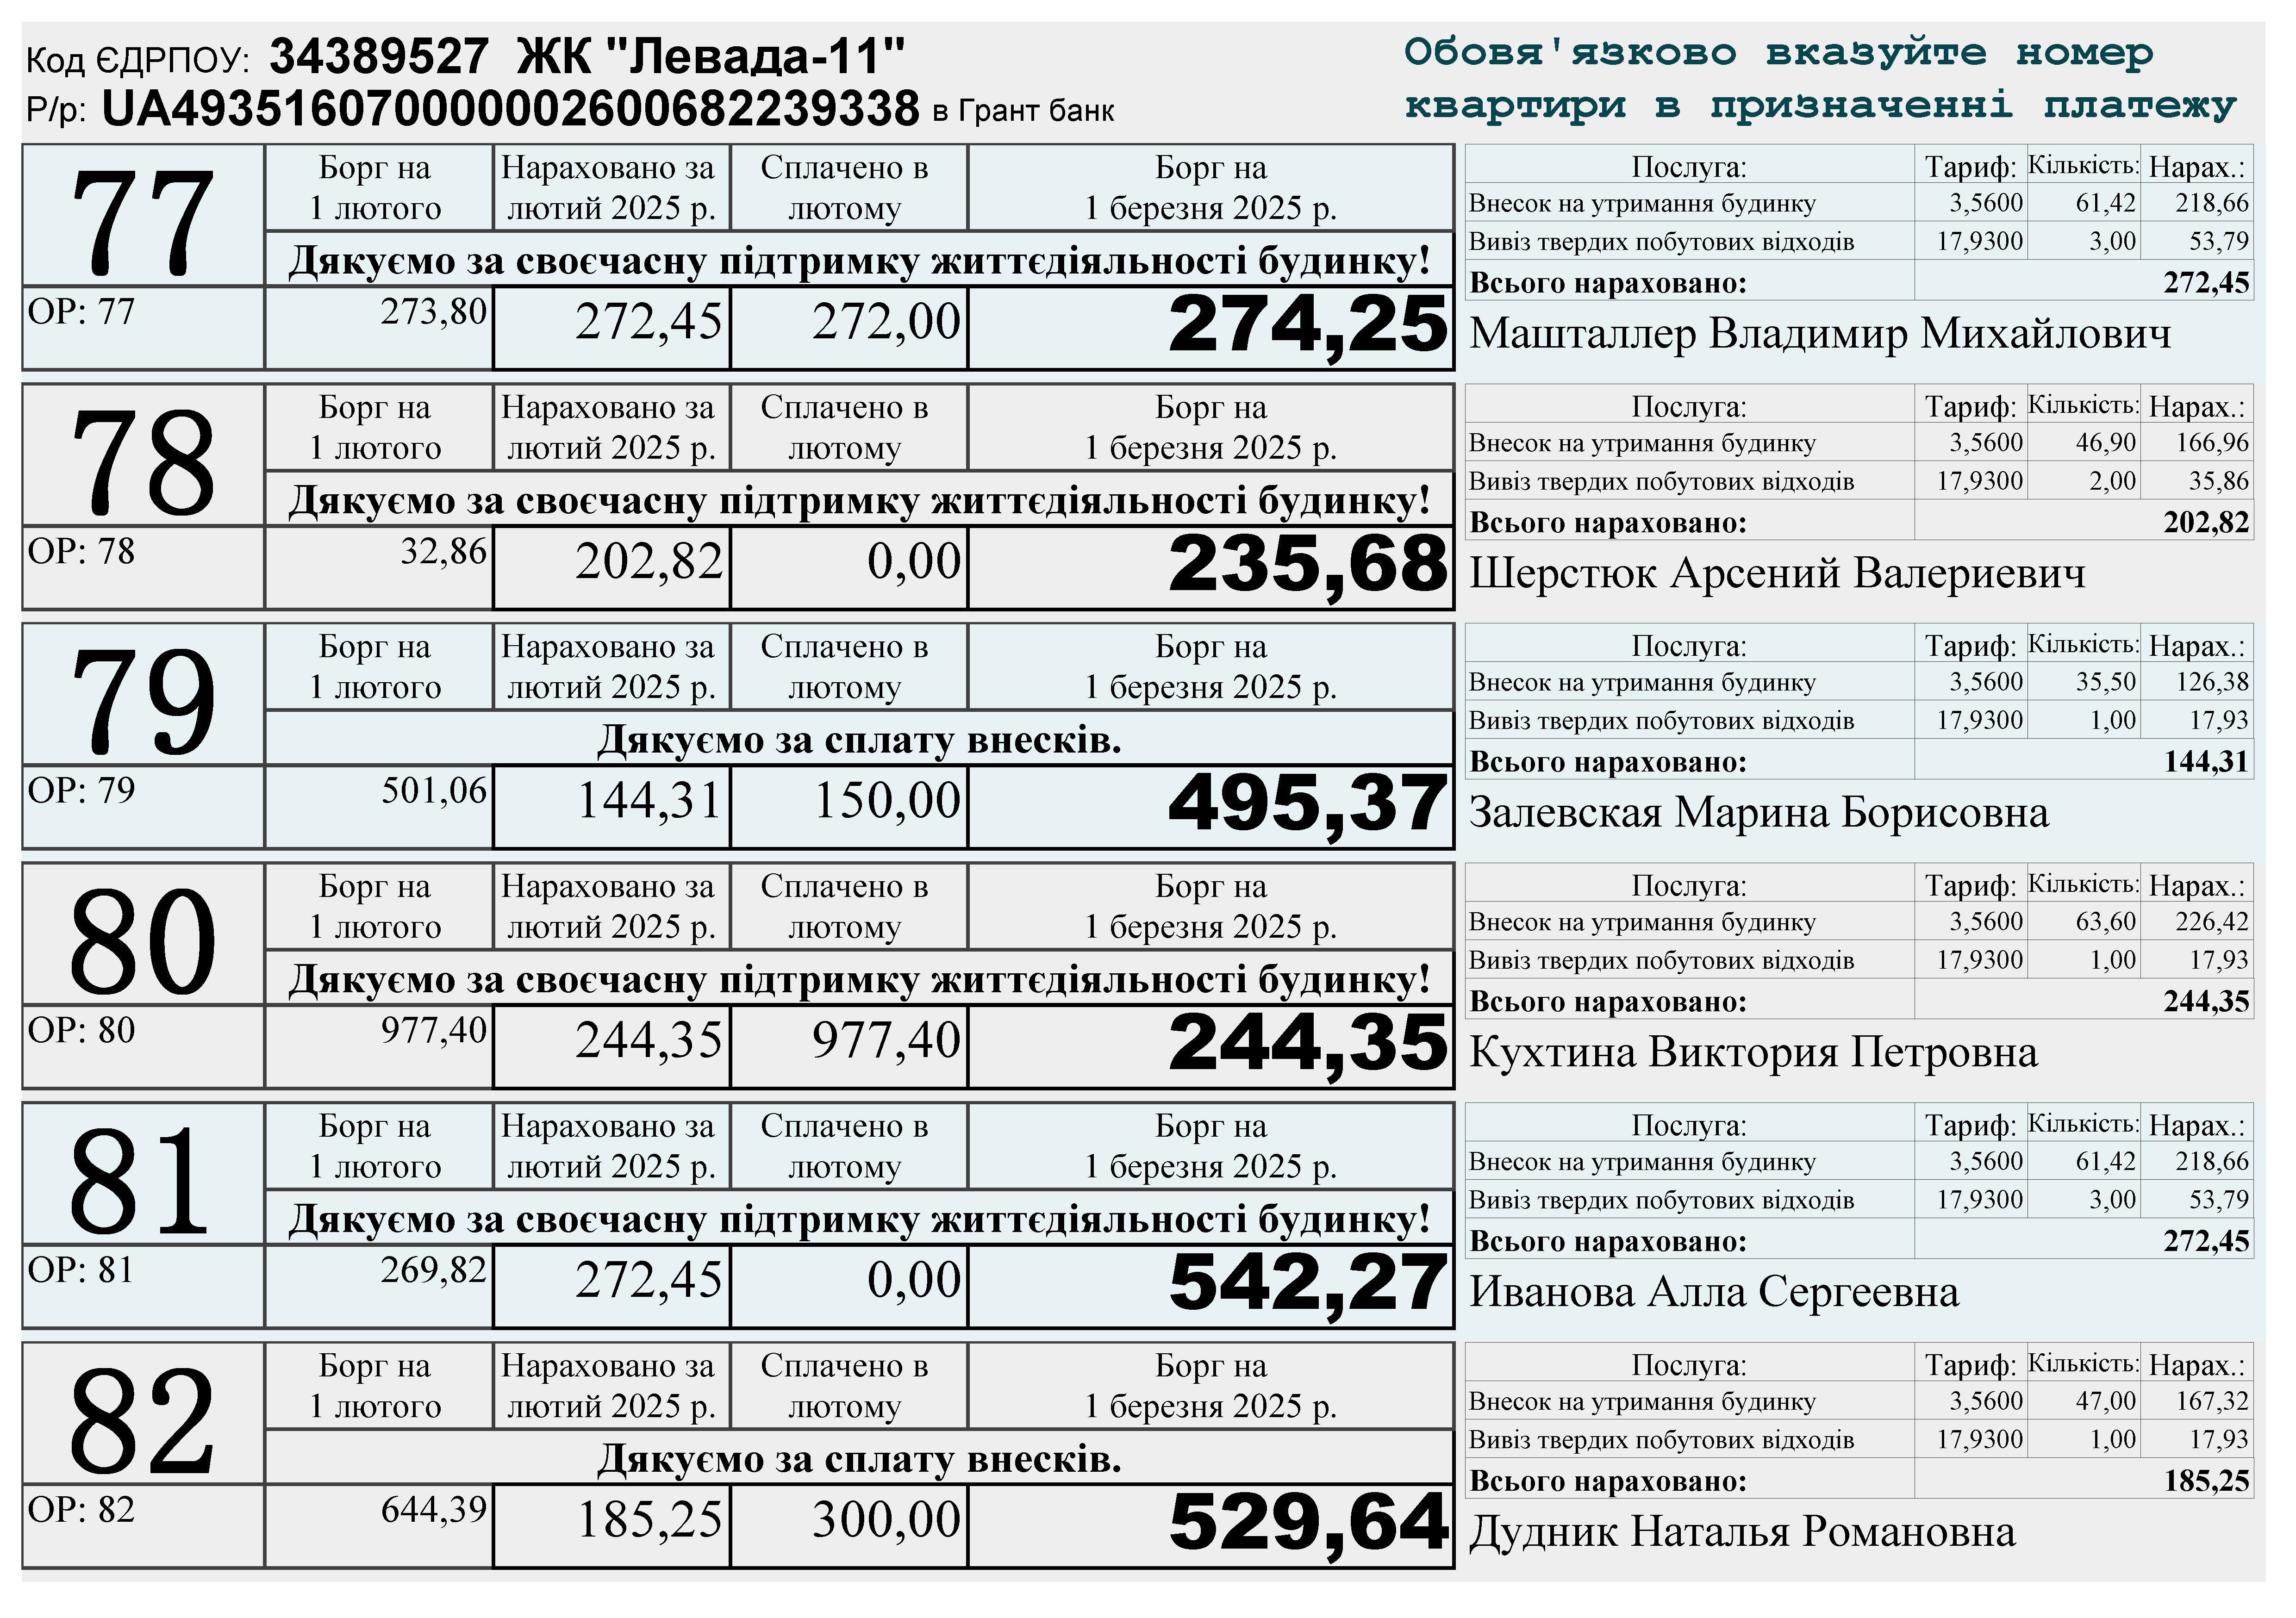 Код ЄДРПОУ: 34389527 ЖК "Левада-11"
Р/р: UA493516070000002600682239338 в Грант банк
Обовя'язково вказуйте номер
квартири в призначенні платежу
77
Борг на
1 лютого
Нараховано за
лютий 2025 р.
Сплачено в
лютому
Борг на
1 березня 2025 р.
Дякуємо за своєчасну підтримку життєдіяльності будинку!
ОР: 77 273,80 272,45 272,00 274,25
Послуга: Тариф: Кількість: Нарах.:
Внесок на утримання будинку 3,5600 61,42 218,66
Вивіз твердих побутових відходів 17,9300 3,00 53,79
Всього нараховано: 272,45
Машталлер Владимир Михайлович
78
Борг на
1 лютого
Нараховано за
лютий 2025 р.
Сплачено в
лютому
Борг на
1 березня 2025 р.
Дякуємо за своєчасну підтримку життєдіяльності будинку!
ОР: 78 32,86 202,82 0,00 235,68
Послуга: Тариф: Кількість: Нарах.:
Внесок на утримання будинку 3,5600 46,90 166,96
Вивіз твердих побутових відходів 17,9300 2,00 35,86
Всього нараховано: 202,82
Шерстюк Арсений Валериевич
79
Борг на
1 лютого
Нараховано за
лютий 2025 р.
Сплачено в
лютому
Борг на
1 березня 2025 р.
Дякуємо за сплату внесків.
ОР: 79 501,06 144,31 150,00 495,37
Послуга: Тариф: Кількість: Нарах.:
Внесок на утримання будинку 3,5600 35,50 126,38
Вивіз твердих побутових відходів 17,9300 1,00 17,93
Всього нараховано: 144,31
Залевская Марина Борисовна
80
Борг на
1 лютого
Нараховано за
лютий 2025 р.
Сплачено в
лютому
Борг на
1 березня 2025 р.
Дякуємо за своєчасну підтримку життєдіяльності будинку!
ОР: 80 977,40 244,35 977,40 244,35
Послуга: Тариф: Кількість: Нарах.:
Внесок на утримання будинку 3,5600 63,60 226,42
Вивіз твердих побутових відходів 17,9300 1,00 17,93
Всього нараховано: 244,35
Кухтина Виктория Петровна
81
Борг на
1 лютого
Нараховано за
лютий 2025 р.
Сплачено в
лютому
Борг на
1 березня 2025 р.
Дякуємо за своєчасну підтримку життєдіяльності будинку!
ОР: 81 269,82 272,45 0,00 542,27
Послуга: Тариф: Кількість: Нарах.:
Внесок на утримання будинку 3,5600 61,42 218,66
Вивіз твердих побутових відходів 17,9300 3,00 53,79
Всього нараховано: 272,45
Иванова Алла Сергеевна
82
Борг на
1 лютого
Нараховано за
лютий 2025 р.
Сплачено в
лютому
Борг на
1 березня 2025 р.
Дякуємо за сплату внесків.
ОР: 82 644,39 185,25 300,00 529,64
Послуга: Тариф: Кількість: Нарах.:
Внесок на утримання будинку 3,5600 47,00 167,32
Вивіз твердих побутових відходів 17,9300 1,00 17,93
Всього нараховано: 185,25
Дудник Наталья Романовна